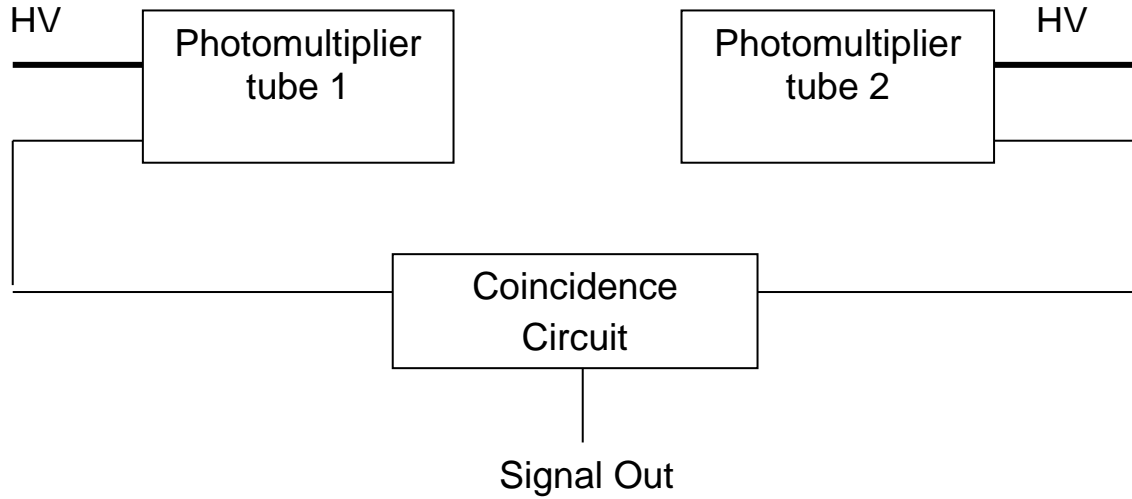 HV
Photomultiplier
tube 1
Photomultiplier
tube 2
HV
Coincidence
Circuit
Signal Out